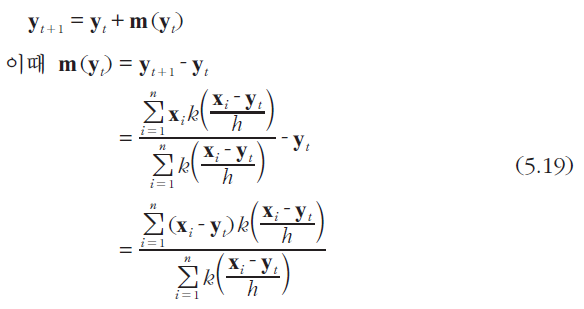 y_{t+1} = y_t + m(y_t)
이때 m(y_t) = y_{t+1} - y_t
= \frac{\sum_{i=1}^{n} x_i k\left(\frac{x_i - y_t}{h}\right)}{\sum_{i=1}^{n} k\left(\frac{x_i - y_t}{h}\right)} - y_t
(5.19)
= \frac{\sum_{i=1}^{n} (x_i - y_t) k\left(\frac{x_i - y_t}{h}\right)}{\sum_{i=1}^{n} k\left(\frac{x_i - y_t}{h}\right)}